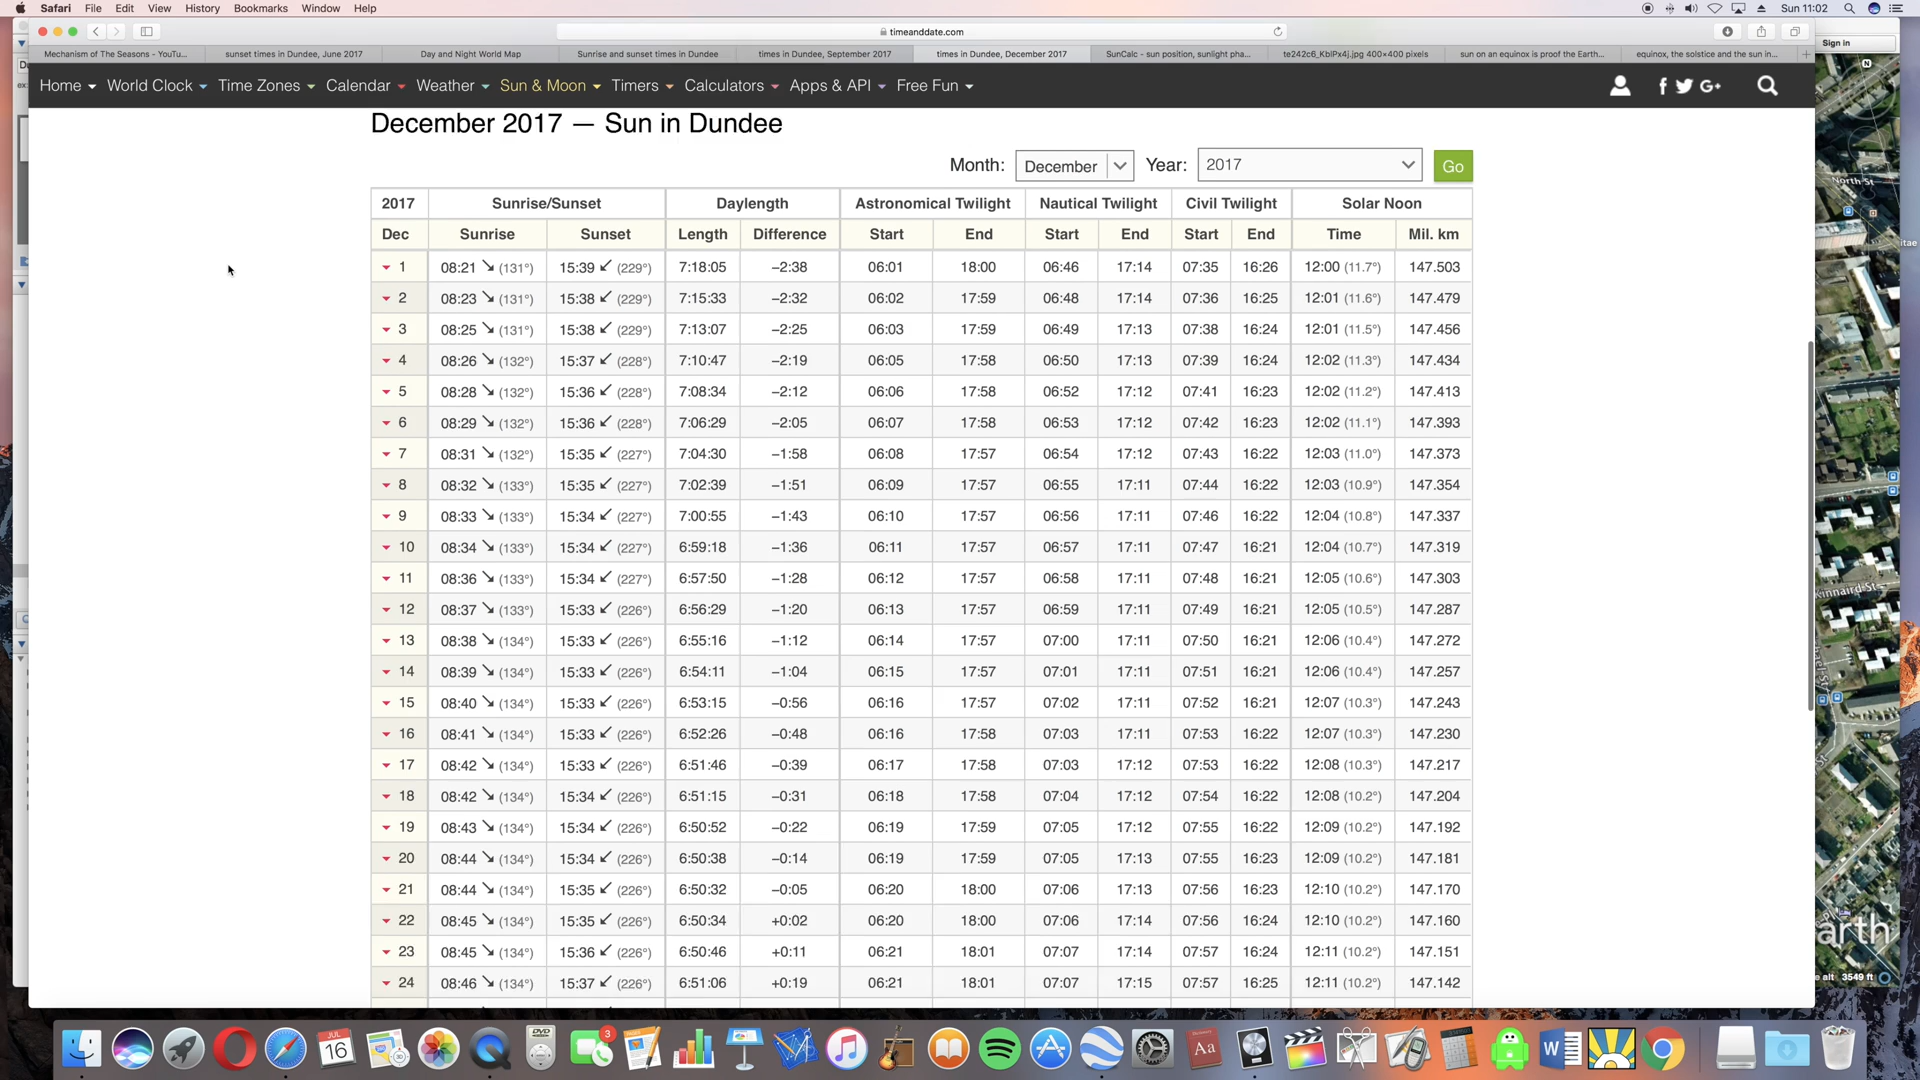 Safari File Edit View History Bookmarks Window Help Sun 11:02
timeanddate.com
Mechanism of The Seasons - YouTu... sunset times in Dundee, June 2017 Day and Night World Map Sunrise and sunset times in Dundee times in Dundee, September 2017 times in Dundee, December 2017 SunCalc - sun position, sunlight pha... te242c6_KblPx4j.jpg 400×400 pixels sun on an equinox is proof the Earth... equinox, the solstice and the sun in...
Sign in
Home World Clock Time Zones Calendar Weather Sun & Moon Timers Calculators Apps & API Free Fun
December 2017 — Sun in Dundee
Month: December Year: 2017 Go
2017 Sunrise/Sunset Daylength Astronomical Twilight Nautical Twilight Civil Twilight Solar Noon
Dec Sunrise Sunset Length Difference Start End Start End Start End Time Mil. km
1 08:21 ↘ (131°) 15:39 ↙ (229°) 7:18:05 −2:38 06:01 18:00 06:46 17:14 07:35 16:26 12:00 (11.7°) 147.503
2 08:23 ↘ (131°) 15:38 ↙ (229°) 7:15:33 −2:32 06:02 17:59 06:48 17:14 07:36 16:25 12:01 (11.6°) 147.479
3 08:25 ↘ (131°) 15:38 ↙ (229°) 7:13:07 −2:25 06:03 17:59 06:49 17:13 07:38 16:24 12:01 (11.5°) 147.456
4 08:26 ↘ (132°) 15:37 ↙ (228°) 7:10:47 −2:19 06:05 17:58 06:50 17:13 07:39 16:24 12:02 (11.3°) 147.434
5 08:28 ↘ (132°) 15:36 ↙ (228°) 7:08:34 −2:12 06:06 17:58 06:52 17:12 07:41 16:23 12:02 (11.2°) 147.413
6 08:29 ↘ (132°) 15:36 ↙ (228°) 7:06:29 −2:05 06:07 17:58 06:53 17:12 07:42 16:23 12:02 (11.1°) 147.393
7 08:31 ↘ (132°) 15:35 ↙ (227°) 7:04:30 −1:58 06:08 17:57 06:54 17:12 07:43 16:22 12:03 (11.0°) 147.373
8 08:32 ↘ (133°) 15:35 ↙ (227°) 7:02:39 −1:51 06:09 17:57 06:55 17:11 07:44 16:22 12:03 (10.9°) 147.354
9 08:33 ↘ (133°) 15:34 ↙ (227°) 7:00:55 −1:43 06:10 17:57 06:56 17:11 07:46 16:22 12:04 (10.8°) 147.337
10 08:34 ↘ (133°) 15:34 ↙ (227°) 6:59:18 −1:36 06:11 17:57 06:57 17:11 07:47 16:21 12:04 (10.7°) 147.319
11 08:36 ↘ (133°) 15:34 ↙ (227°) 6:57:50 −1:28 06:12 17:57 06:58 17:11 07:48 16:21 12:05 (10.6°) 147.303
12 08:37 ↘ (133°) 15:33 ↙ (226°) 6:56:29 −1:20 06:13 17:57 06:59 17:11 07:49 16:21 12:05 (10.5°) 147.287
13 08:38 ↘ (134°) 15:33 ↙ (226°) 6:55:16 −1:12 06:14 17:57 07:00 17:11 07:50 16:21 12:06 (10.4°) 147.272
14 08:39 ↘ (134°) 15:33 ↙ (226°) 6:54:11 −1:04 06:15 17:57 07:01 17:11 07:51 16:21 12:06 (10.4°) 147.257
15 08:40 ↘ (134°) 15:33 ↙ (226°) 6:53:15 −0:56 06:16 17:57 07:02 17:11 07:52 16:21 12:07 (10.3°) 147.243
16 08:41 ↘ (134°) 15:33 ↙ (226°) 6:52:26 −0:48 06:16 17:58 07:03 17:11 07:53 16:22 12:07 (10.3°) 147.230
17 08:42 ↘ (134°) 15:33 ↙ (226°) 6:51:46 −0:39 06:17 17:58 07:03 17:12 07:53 16:22 12:08 (10.3°) 147.217
18 08:42 ↘ (134°) 15:34 ↙ (226°) 6:51:15 −0:31 06:18 17:58 07:04 17:12 07:54 16:22 12:08 (10.2°) 147.204
19 08:43 ↘ (134°) 15:34 ↙ (226°) 6:50:52 −0:22 06:19 17:59 07:05 17:12 07:55 16:22 12:09 (10.2°) 147.192
20 08:44 ↘ (134°) 15:34 ↙ (226°) 6:50:38 −0:14 06:19 17:59 07:05 17:13 07:55 16:23 12:09 (10.2°) 147.181
21 08:44 ↘ (134°) 15:35 ↙ (226°) 6:50:32 −0:05 06:20 18:00 07:06 17:13 07:56 16:23 12:10 (10.2°) 147.170
22 08:45 ↘ (134°) 15:35 ↙ (226°) 6:50:34 +0:02 06:20 18:00 07:06 17:14 07:56 16:24 12:10 (10.2°) 147.160
23 08:45 ↘ (134°) 15:36 ↙ (226°) 6:50:46 +0:11 06:21 18:01 07:07 17:14 07:57 16:24 12:11 (10.2°) 147.151
24 08:46 ↘ (134°) 15:37 ↙ (226°) 6:51:06 +0:19 06:21 18:01 07:07 17:15 07:57 16:25 12:11 (10.2°) 147.142
North St
itae
Kinnaird St
arth
alt 3549 ft
JUL
16
3